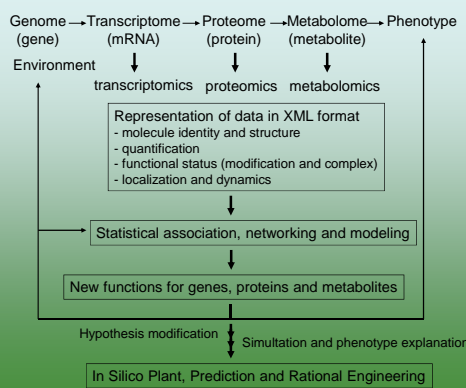 Genome Transcriptome Proteome Metabolome Phenotype
(gene) (mRNA) (protein) (metabolite)
Environment
transcriptomics proteomics metabolomics
Representation of data in XML format
- molecule identity and structure
- quantification
- functional status (modification and complex)
- localization and dynamics
Statistical association, networking and modeling
New functions for genes, proteins and metabolites
Hypothesis modification
Simultation and phenotype explanation
In Silico Plant, Prediction and Rational Engineering